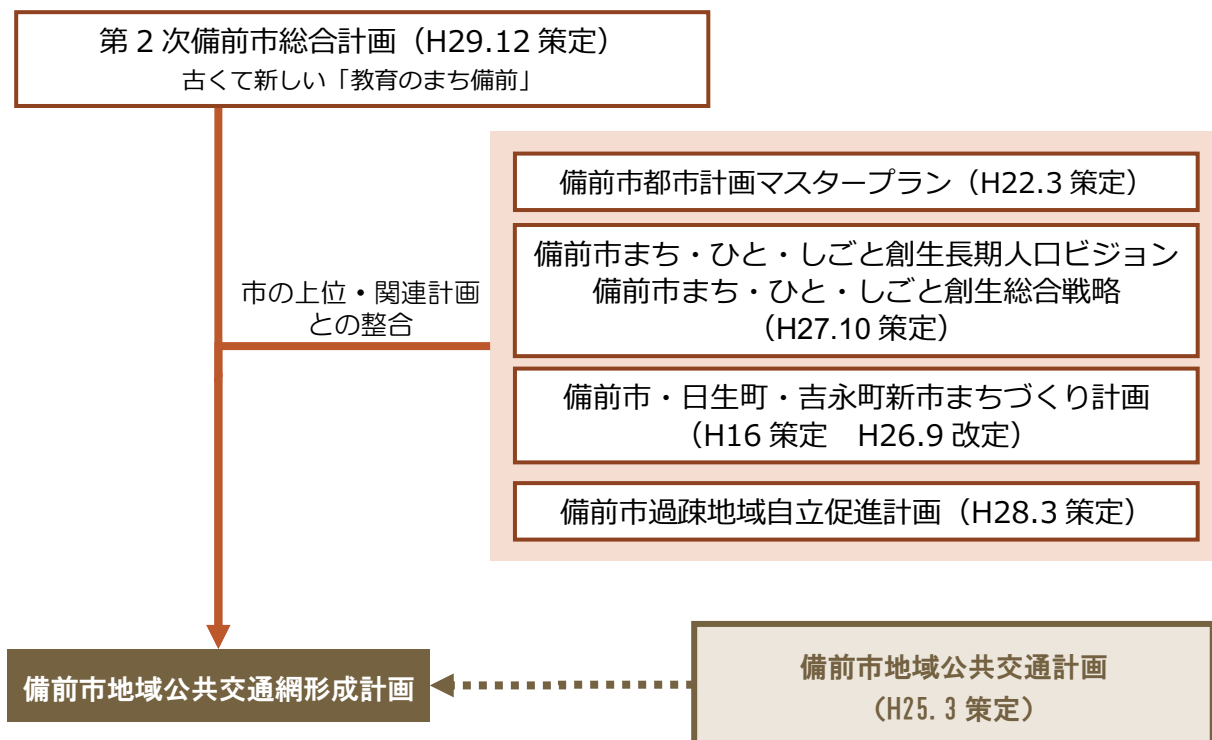 第2次備前市総合計画（H29.12 策定）
古くて新しい「教育のまち備前」
備前市都市計画マスタープラン（H22.3 策定）
備前市まち・ひと・しごと創生長期人口ビジョン
備前市まち・ひと・しごと創生総合戦略
（H27.10 策定）
市の上位・関連計画
との整合
備前市・日生町・吉永町新市まちづくり計画
（H16 策定　H26.9 改定）
備前市過疎地域自立促進計画（H28.3 策定）
備前市地域公共交通網形成計画
備前市地域公共交通計画
（H25.3 策定）